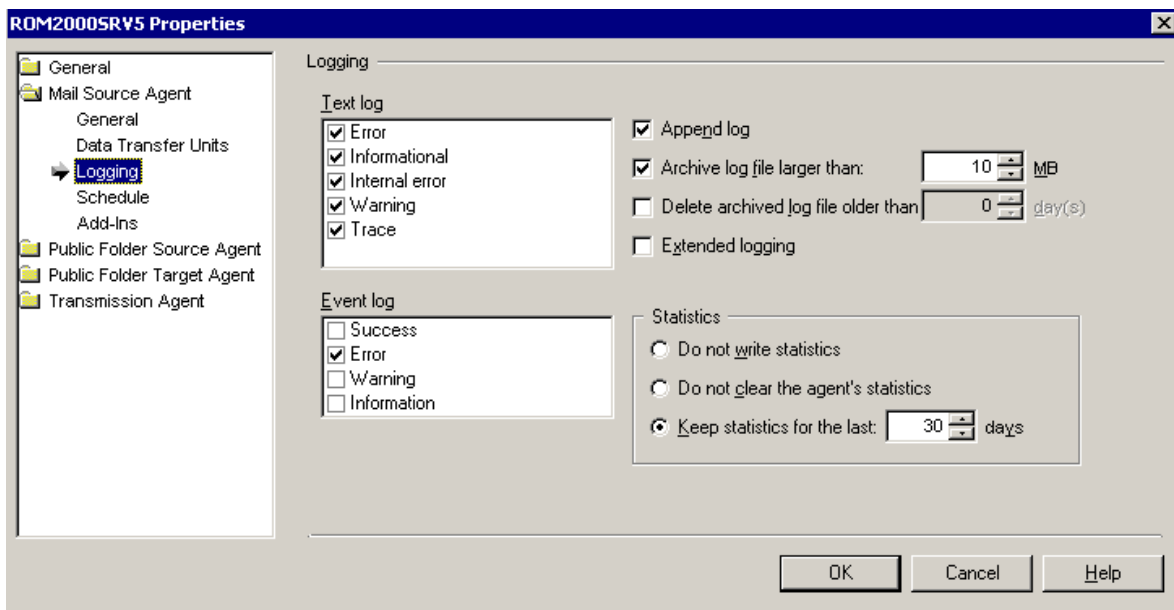 ROM2000SRV5 Properties
General
Mail Source Agent
General
Data Transfer Units
Logging
Schedule
Add-Ins
Public Folder Source Agent
Public Folder Target Agent
Transmission Agent
Logging
Text log
Error
Informational
Internal error
Warning
Trace
Append log
Archive log file larger than: 10 MB
Delete archived log file older than 0 day(s)
Extended logging
Event log
Success
Error
Warning
Information
Statistics
Do not write statistics
Do not clear the agent's statistics
Keep statistics for the last: 30 days
OK Cancel Help